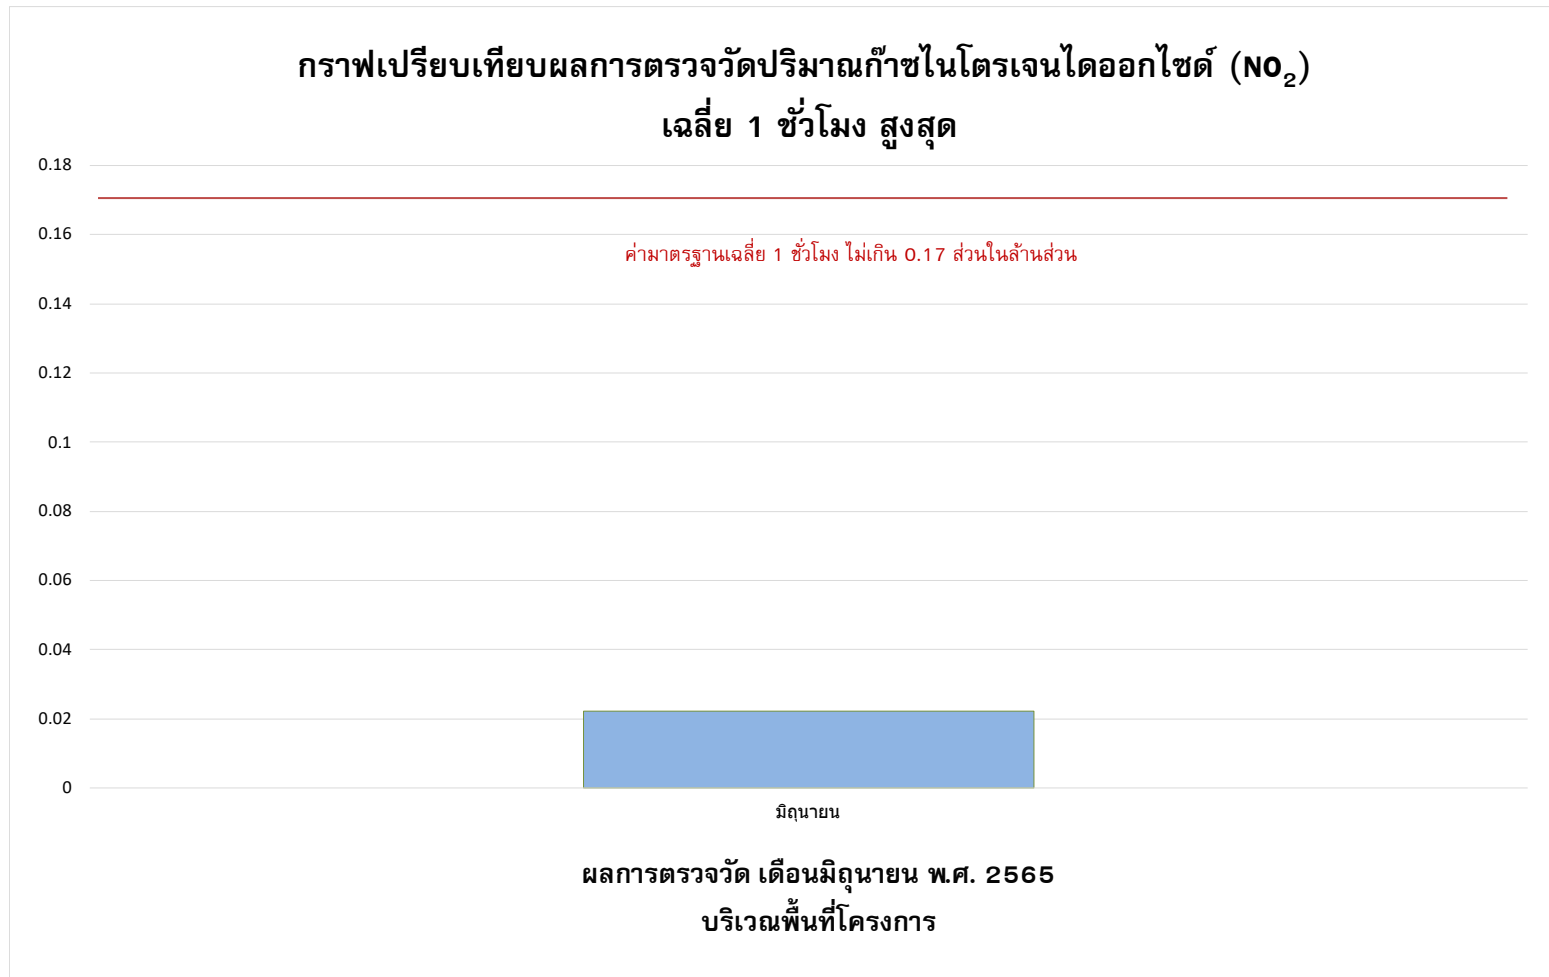 กราฟเปรียบเทียบผลการตรวจวัดปริมาณก๊าซไนโตรเจนไดออกไซด์ (NO₂)
เฉลี่ย 1 ชั่วโมง สูงสุด
0.18
0.16
ค่ามาตรฐานเฉลี่ย 1 ชั่วโมง ไม่เกิน 0.17 ส่วนในล้านส่วน
0.14
0.12
0.1
0.08
0.06
0.04
0.02
0
มิถุนายน
ผลการตรวจวัด เดือนมิถุนายน พ.ศ. 2565
บริเวณพื้นที่โครงการ